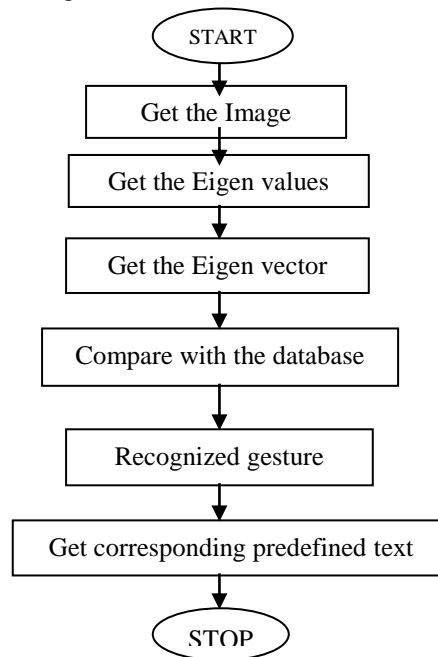 START
Get the Image
Get the Eigen values
Get the Eigen vector
Compare with the database
Recognized gesture
Get corresponding predefined text
STOP